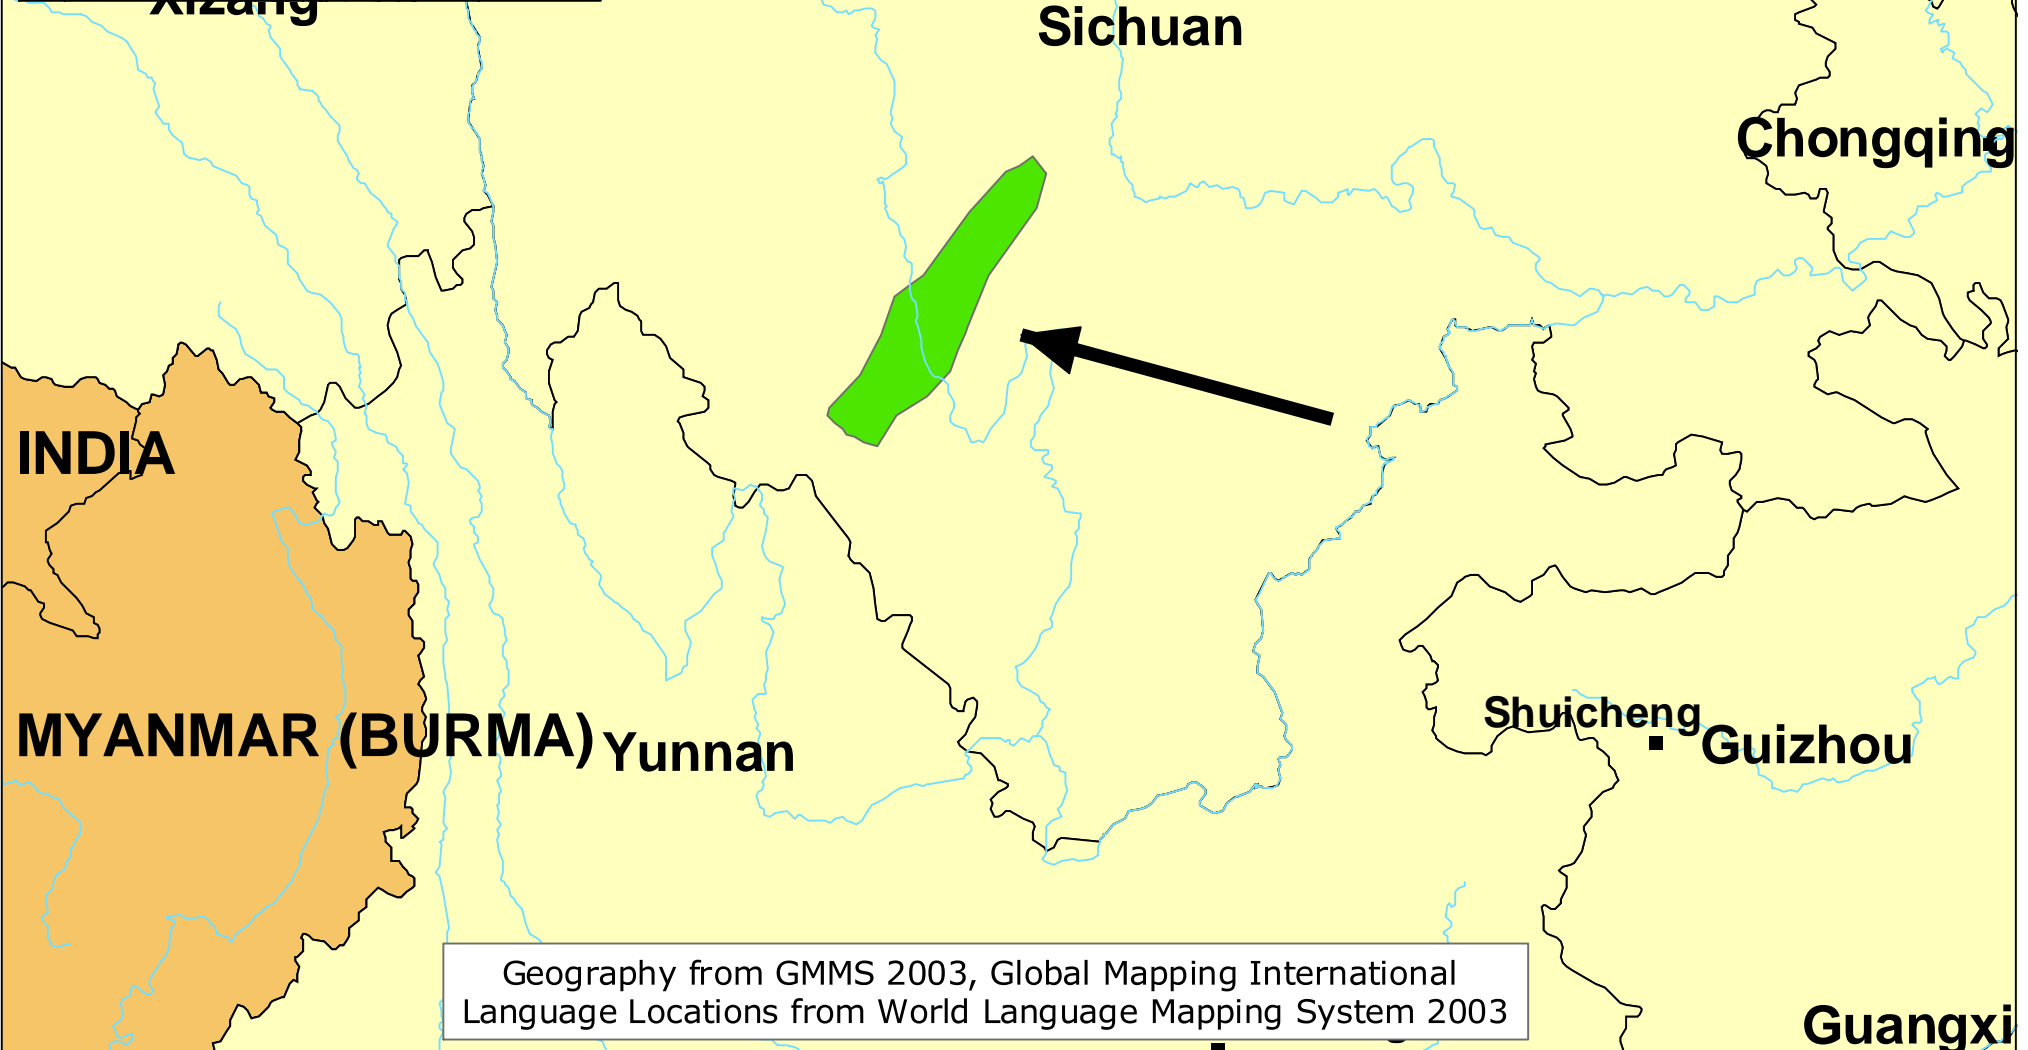 Xizang
Sichuan
Chongqing
INDIA
Shuicheng
MYANMAR (BURMA)
Yunnan
Guizhou
Geography from GMMS 2003, Global Mapping International
Language Locations from World Language Mapping System 2003
Guangxi